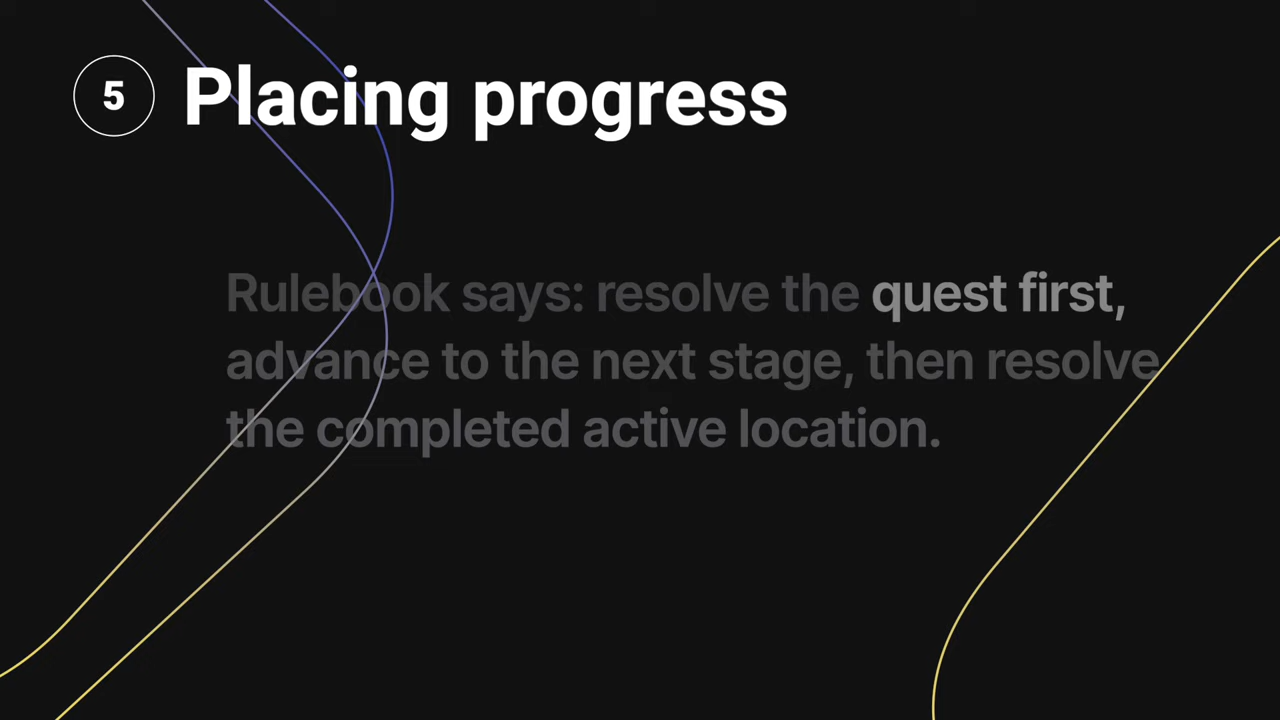 5 Placing progress
Rulebook says: resolve the quest first,
advance to the next stage, then resolve
the completed active location.